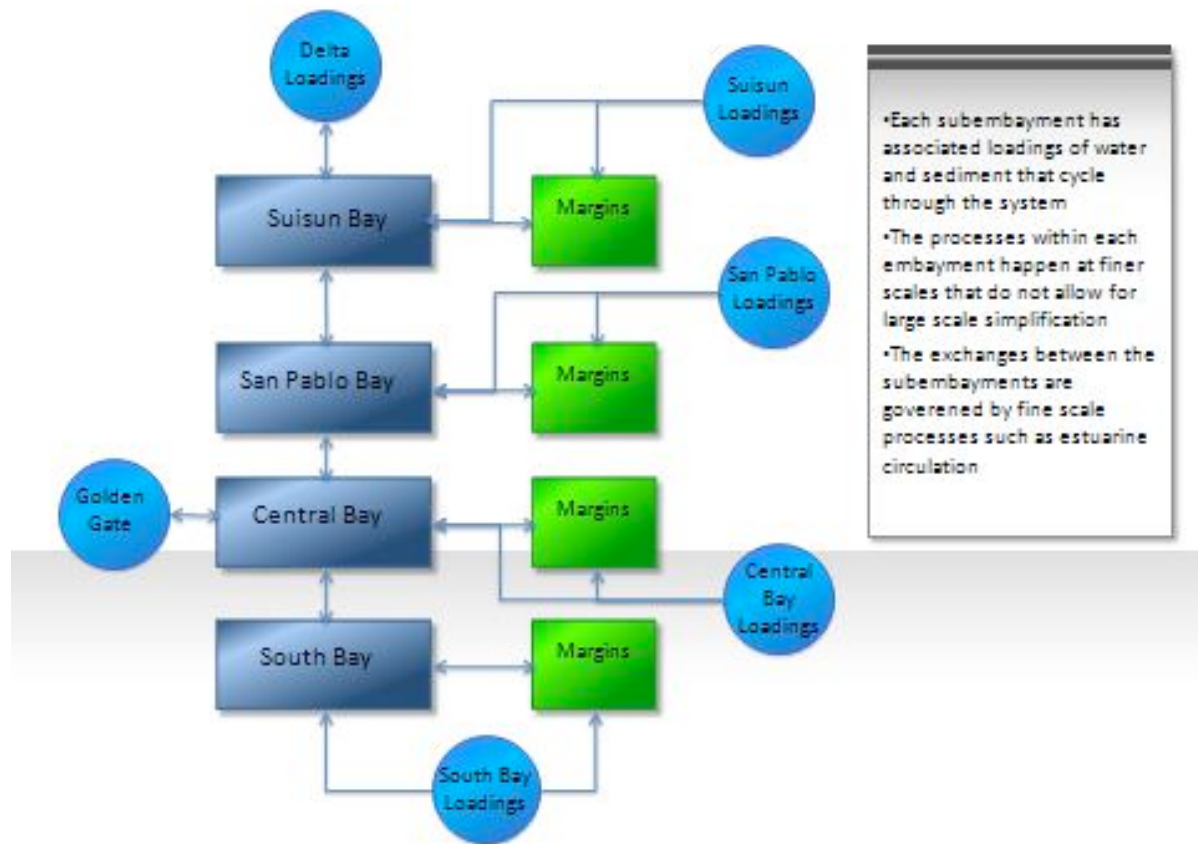 Delta
Loadings
Suisun
Loadings
Suisun Bay
Margins
San Pablo
Loadings
San Pablo Bay
Margins
Golden
Gate
Central Bay
Margins
Central
Bay
Loadings
South Bay
Margins
South Bay
Loadings
•Each subembayment has
associated loadings of water
and sediment that cycle
through the system
•The processes within each
embayment happen at finer
scales that do not allow for
large scale simplification
•The exchanges between the
subembayments are
goverened by fine scale
processes such as estuarine
circulation